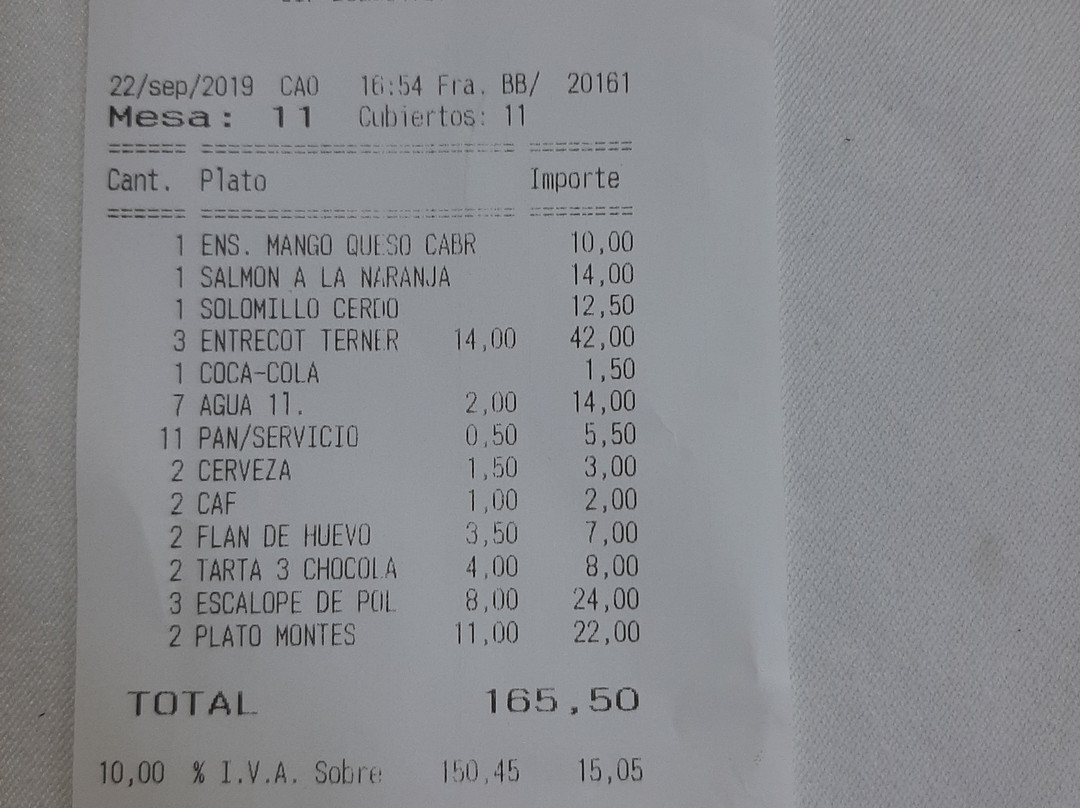 22/sep/2019 CAO 16:54 Fra. BB/ 20161
Mesa: 11 Cubiertos: 11
====== ======================== ========
Cant. Plato Importe
====== ======================== ========
1 ENS. MANGO QUESO CABR 10,00
1 SALMON A LA NARANJA 14,00
1 SOLOMILLO CERDO 12,50
3 ENTRECOT TERNER 14,00 42,00
1 COCA-COLA 1,50
7 AGUA 1l. 2,00 14,00
11 PAN/SERVICIO 0,50 5,50
2 CERVEZA 1,50 3,00
2 CAF 1,00 2,00
2 FLAN DE HUEVO 3,50 7,00
2 TARTA 3 CHOCOLA 4,00 8,00
3 ESCALOPE DE POL 8,00 24,00
2 PLATO MONTES 11,00 22,00
TOTAL 165,50
10,00 % I.V.A. Sobre 150,45 15,05